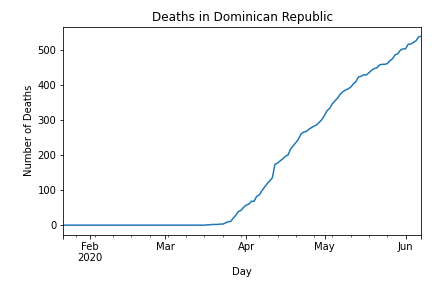 Deaths in Dominican Republic
Number of Deaths
500
400
300
200
100
0
Feb Mar Apr May Jun
2020
Day